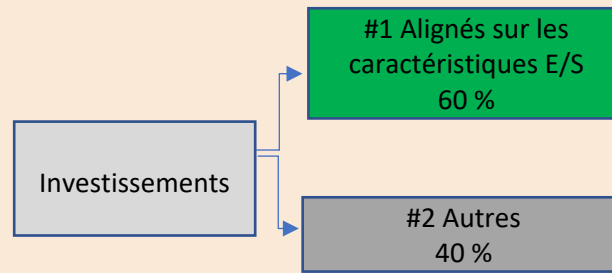 #1 Alignés sur les
caractéristiques E/S
60 %
Investissements
#2 Autres
40 %